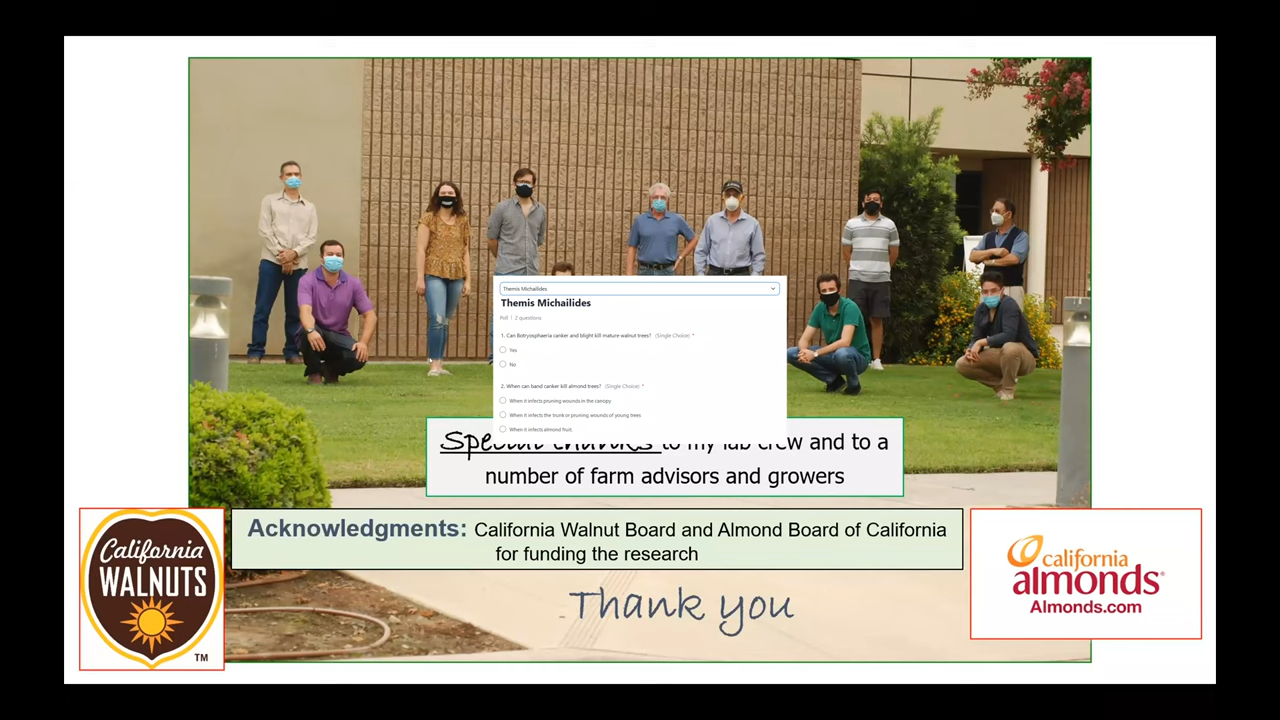 Themis Michailides
Themis Michailides
Poll | 2 questions
1. Can Botryosphaeria canker and blight kill mature walnut trees? (Single Choice) *
Yes
No
2. When can band canker kill almond trees? (Single Choice) *
When it infects pruning wounds in the canopy
When it infects the trunk or pruning wounds of young trees
When it infects almond fruit.
Special thanks to my lab crew and to a
number of farm advisors and growers
Acknowledgments: California Walnut Board and Almond Board of California
for funding the research
California
WALNUTS
TM
Thank you
california
almonds®
Almonds.com